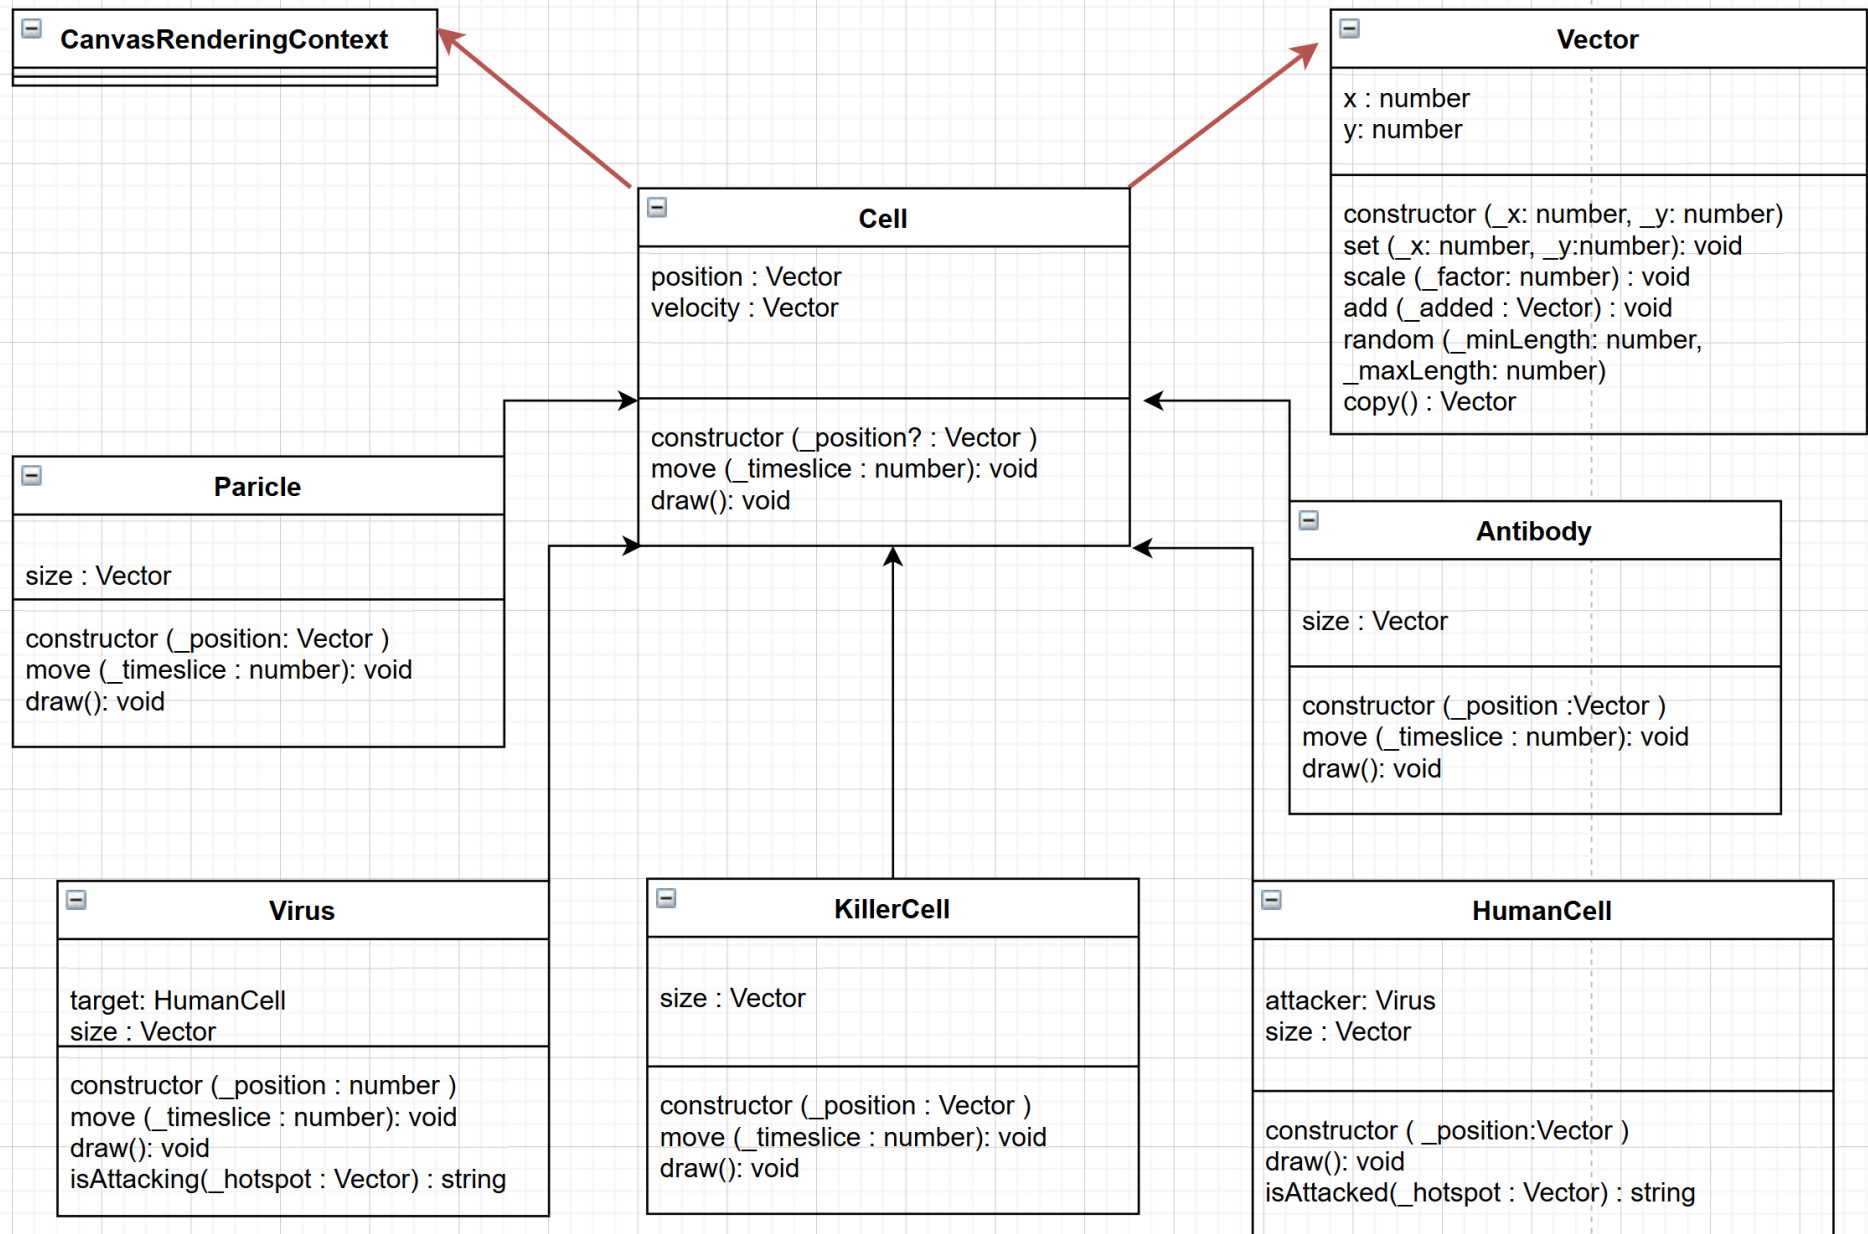 CanvasRenderingContext
Vector
x : number
y: number
constructor (_x: number, _y: number)
set (_x: number, _y:number): void
scale (_factor: number) : void
add (_added : Vector) : void
random (_minLength: number,
_maxLength: number)
copy() : Vector
Cell
position : Vector
velocity : Vector
constructor (_position? : Vector )
move (_timeslice : number): void
draw(): void
Paricle
size : Vector
constructor (_position: Vector )
move (_timeslice : number): void
draw(): void
Antibody
size : Vector
constructor (_position :Vector )
move (_timeslice : number): void
draw(): void
Virus
target: HumanCell
size : Vector
constructor (_position : number )
move (_timeslice : number): void
draw(): void
isAttacking(_hotspot : Vector) : string
KillerCell
size : Vector
constructor (_position : Vector )
move (_timeslice : number): void
draw(): void
HumanCell
attacker: Virus
size : Vector
constructor ( _position:Vector )
draw(): void
isAttacked(_hotspot : Vector) : string